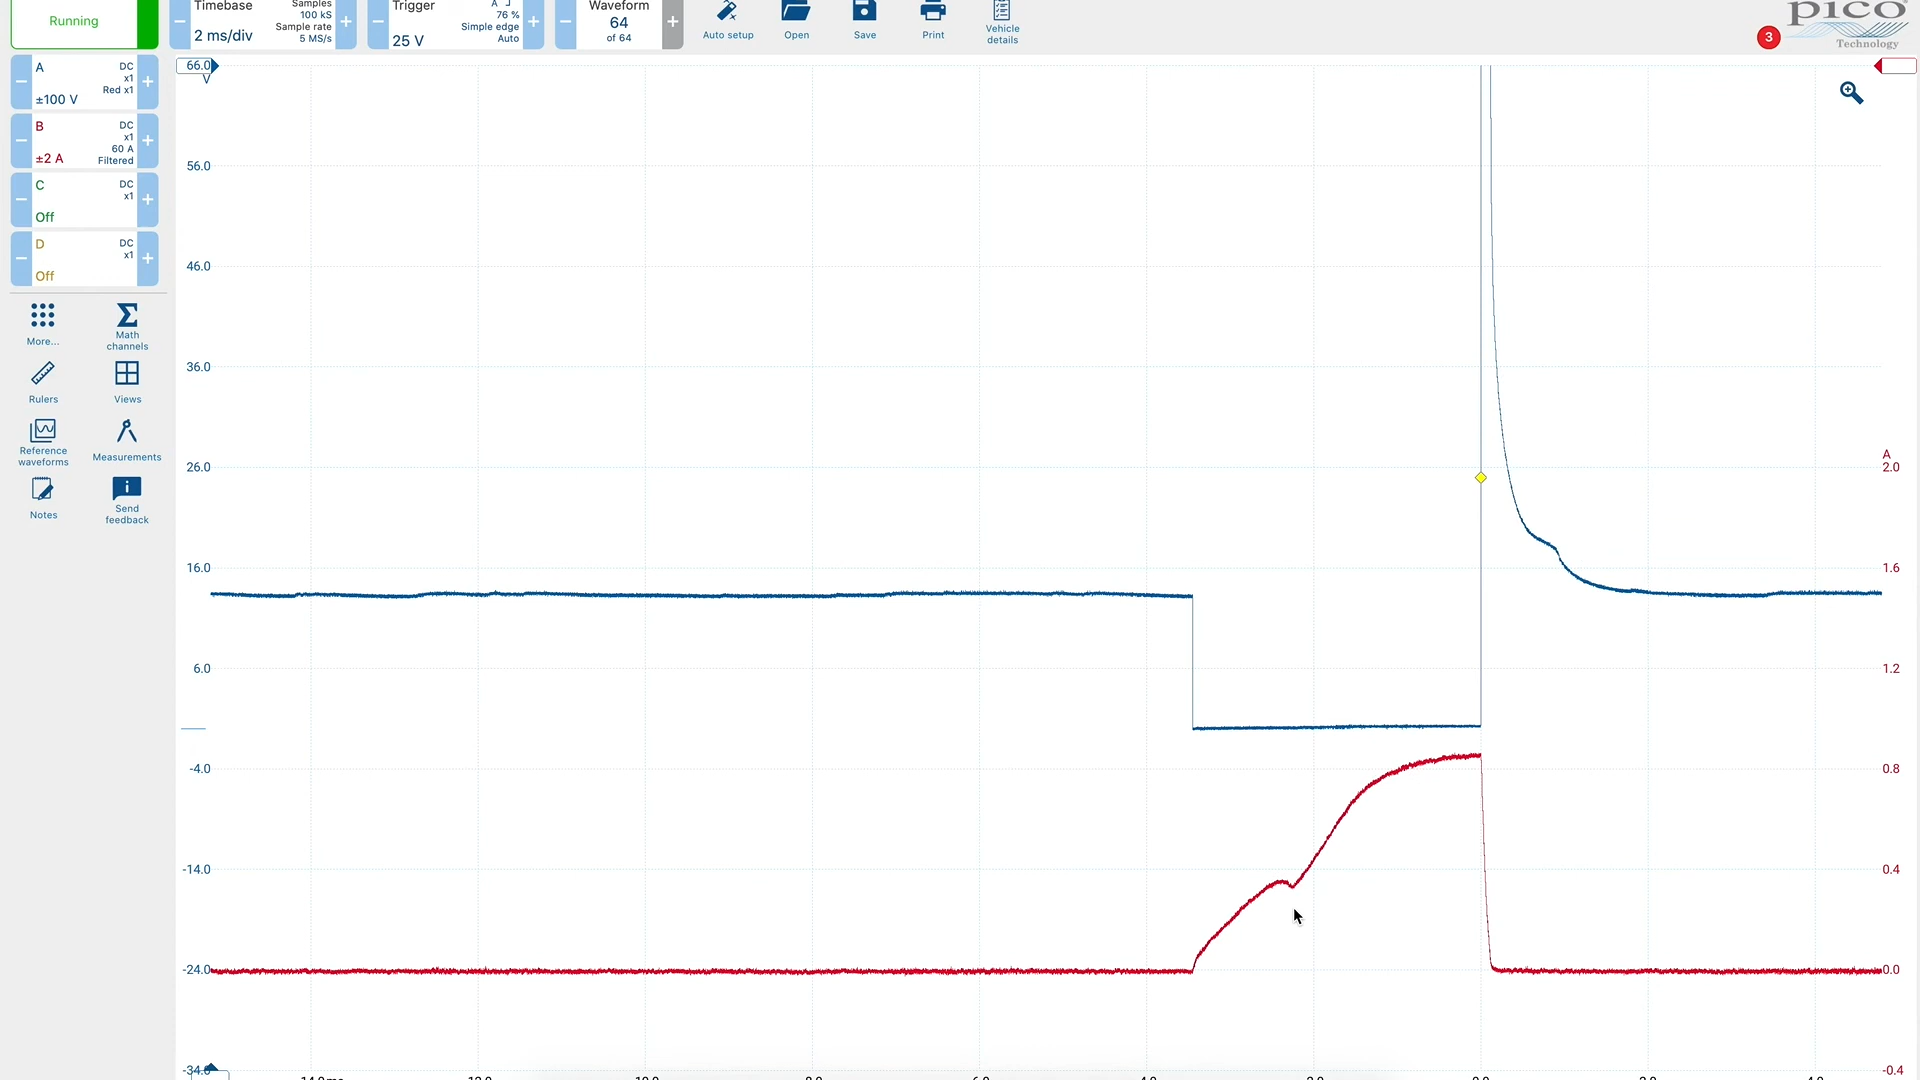 Running
Timebase
2 ms/div
Samples
100 kS
Sample rate
5 MS/s
Trigger
25 V
A
76 %
Simple edge
Auto
Waveform
64
of 64
Auto setup
Open
Save
Print
Vehicle
details
3
pico
Technology
A
±100 V
DC
x1
Red x1
B
±2 A
DC
x1
60 A
Filtered
C
Off
DC
x1
D
Off
DC
x1
More...
Math
channels
Rulers
Views
Reference
waveforms
Measurements
Notes
Send
feedback
66.0
V
56.0
46.0
36.0
26.0
16.0
6.0
-4.0
-14.0
-24.0
-34.0
A
2.0
1.6
1.2
0.8
0.4
0.0
-0.4